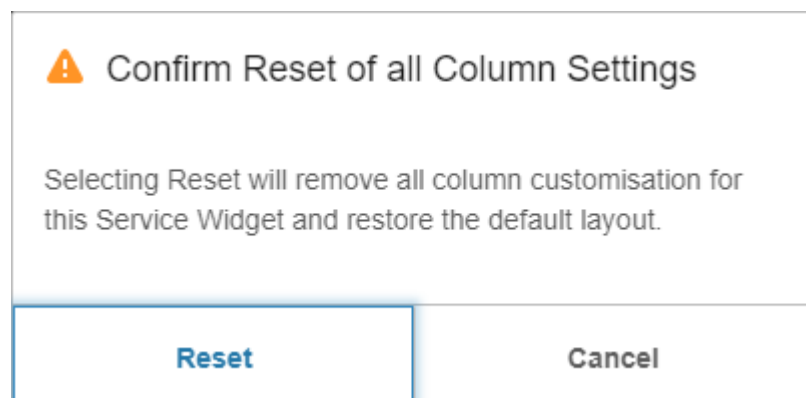 Confirm Reset of all Column Settings
Selecting Reset will remove all column customisation for
this Service Widget and restore the default layout.
Reset
Cancel